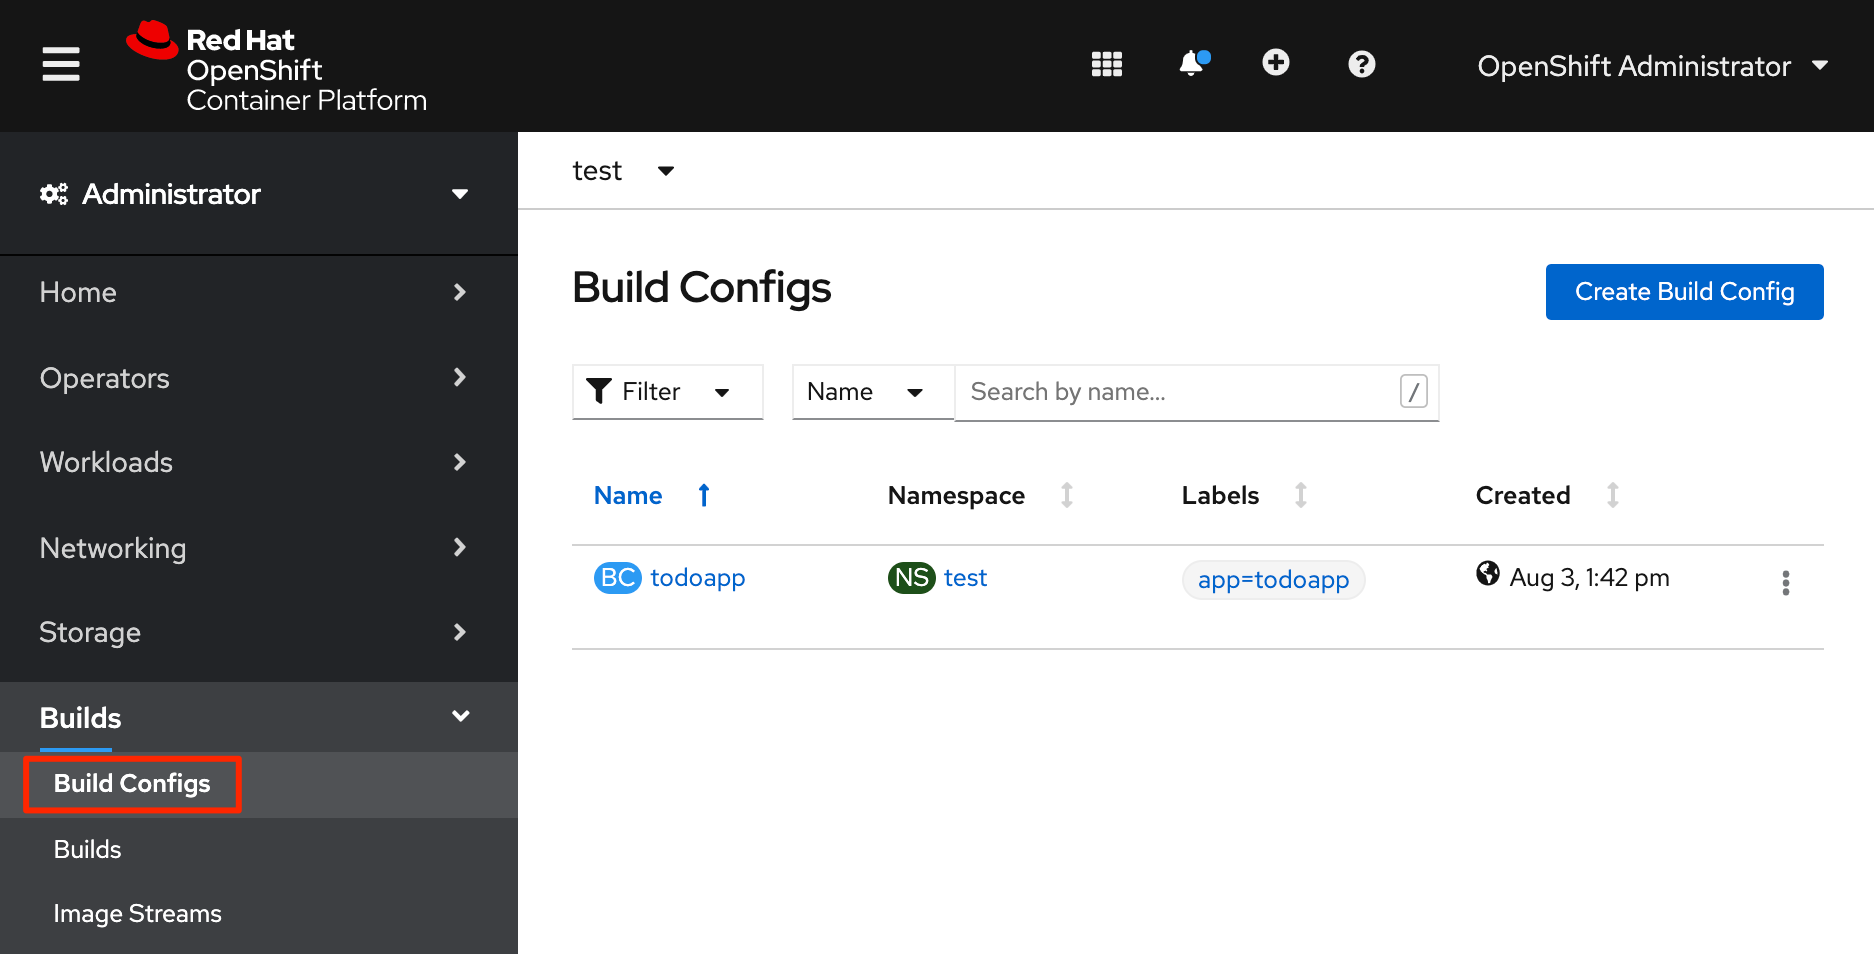 Red Hat
OpenShift
Container Platform
OpenShift Administrator
Administrator
Home
Operators
Workloads
Networking
Storage
Builds
Build Configs
Builds
Image Streams
test
Build Configs
Create Build Config
Filter
Name
Search by name...
/
Name
Namespace
Labels
Created
BC todoapp
NS test
app=todoapp
Aug 3, 1:42 pm